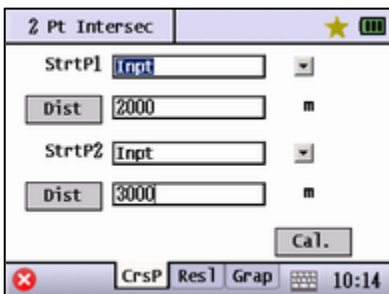 2 Pt Intersec
StrtP1 Inpt
Dist 2000 m
StrtP2 Inpt
Dist 3000 m
Cal.
CrsP Resl Grap 10:14